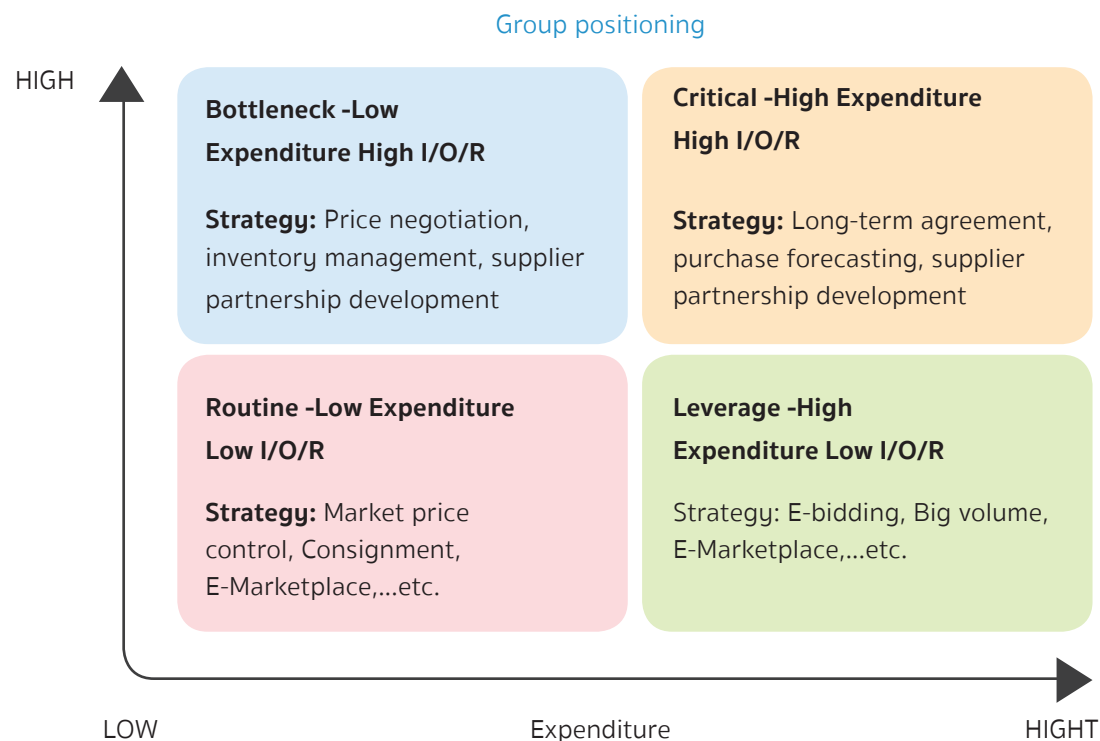 Group positioning
HIGH
Bottleneck -Low
Expenditure High I/O/R
Strategy: Price negotiation,
inventory management, supplier
partnership development
Critical -High Expenditure
High I/O/R
Strategy: Long-term agreement,
purchase forecasting, supplier
partnership development
Routine -Low Expenditure
Low I/O/R
Strategy: Market price
control, Consignment,
E-Marketplace,...etc.
Leverage -High
Expenditure Low I/O/R
Strategy: E-bidding, Big volume,
E-Marketplace,...etc.
LOW
Expenditure
HIGHT